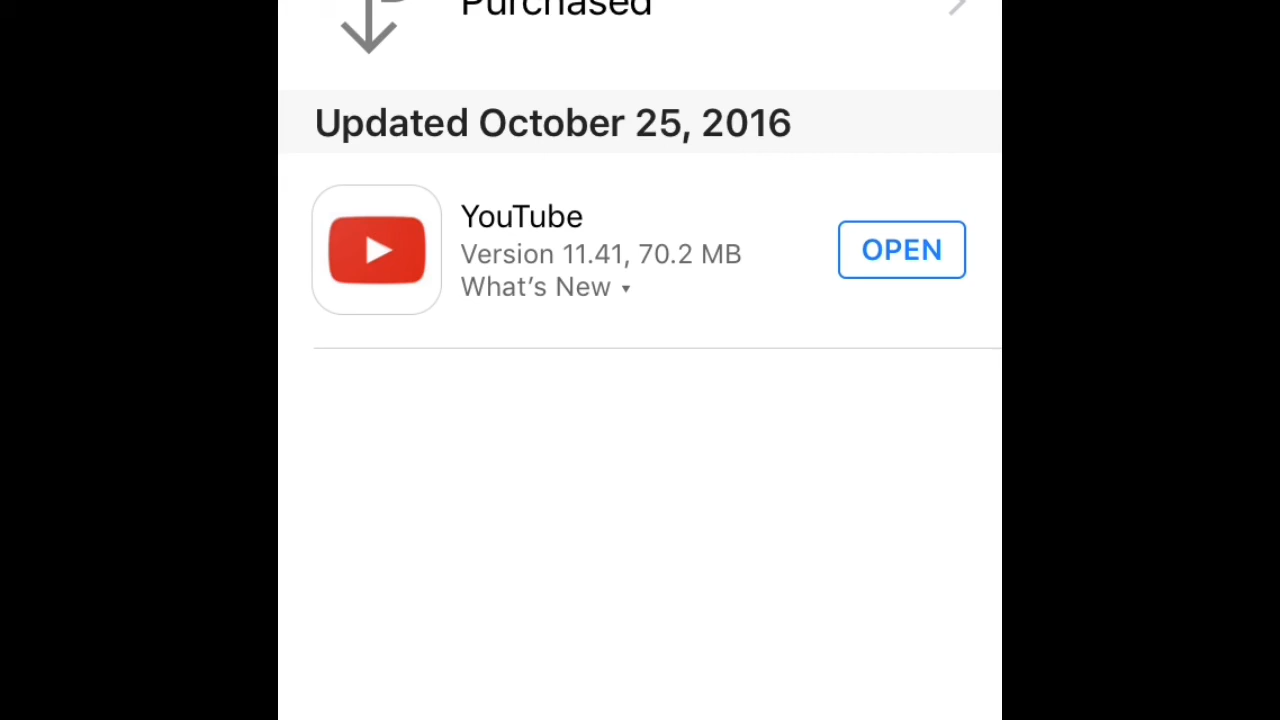 Purchased
Updated October 25, 2016
YouTube
Version 11.41, 70.2 MB
OPEN
What’s New ▾